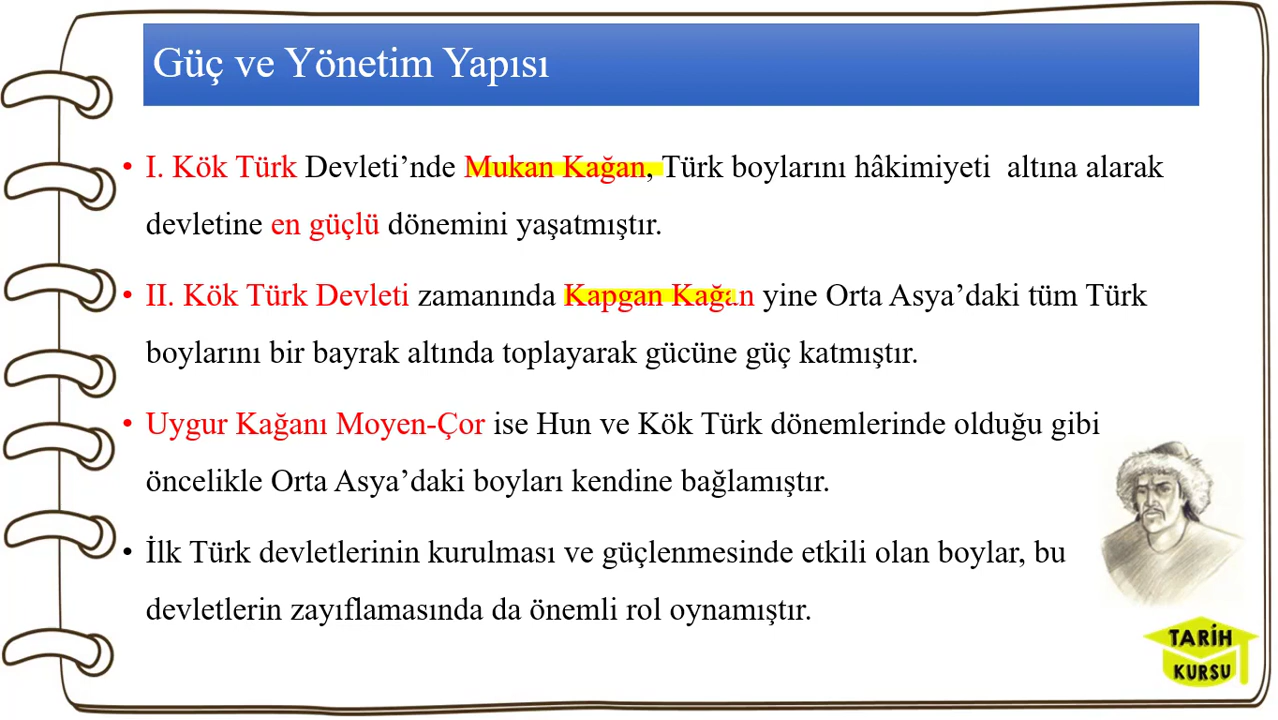 Güç ve Yönetim Yapısı
• I. Kök Türk Devleti’nde Mukan Kağan, Türk boylarını hâkimiyeti altına alarak
devletine en güçlü dönemini yaşatmıştır.
• II. Kök Türk Devleti zamanında Kapgan Kağan yine Orta Asya’daki tüm Türk
boylarını bir bayrak altında toplayarak gücüne güç katmıştır.
• Uygur Kağanı Moyen-Çor ise Hun ve Kök Türk dönemlerinde olduğu gibi
öncelikle Orta Asya’daki boyları kendine bağlamıştır.
• İlk Türk devletlerinin kurulması ve güçlenmesinde etkili olan boylar, bu
devletlerin zayıflamasında da önemli rol oynamıştır.
TARİH
KURSU